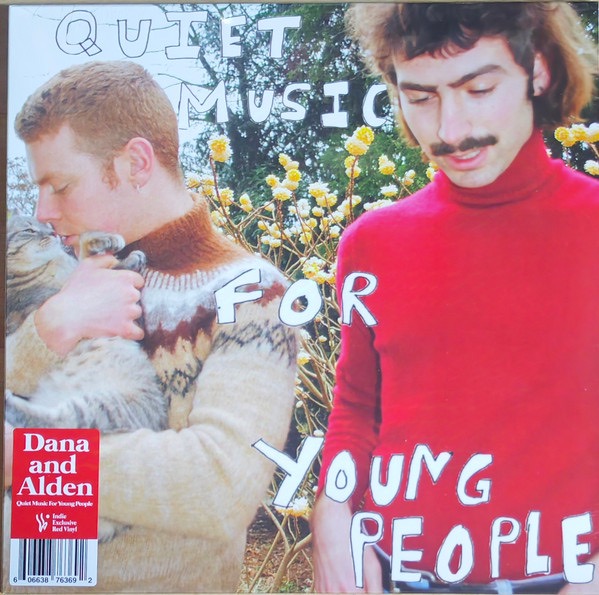 QUIET
MUSIC
FOR
YOUNG
PEOPLE
Dana
and
Alden
Quiet Music For Young People
Indie
Exclusive
Red Vinyl
6 06638 76369 2